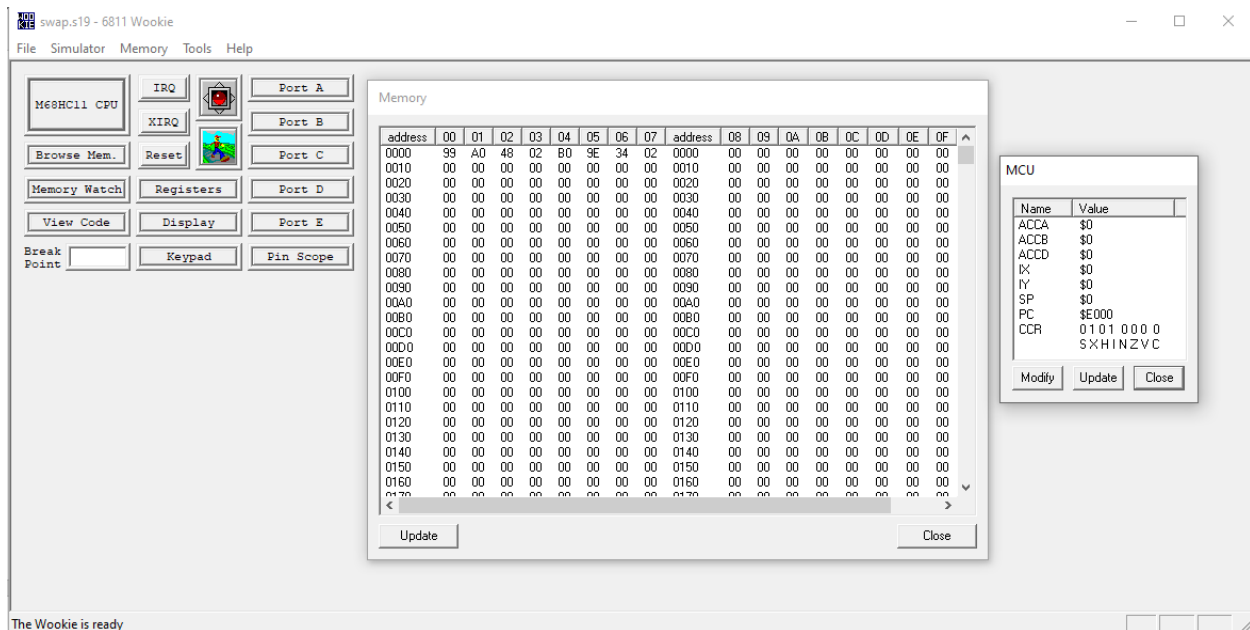 WOO KIE swap.s19 - 6811 Wookie
File Simulator Memory Tools Help
M68HC11 CPU
IRQ
XIRQ
Port A
Port B
Browse Mem.
Reset
Port C
Memory Watch
Registers
Port D
View Code
Display
Port E
Break Point
Keypad
Pin Scope
Memory
address 00 01 02 03 04 05 06 07 address 08 09 0A 0B 0C 0D 0E 0F
0000 99 A0 48 02 B0 9E 34 02 0000 00 00 00 00 00 00 00 00
0010 00 00 00 00 00 00 00 00 0010 00 00 00 00 00 00 00 00
0020 00 00 00 00 00 00 00 00 0020 00 00 00 00 00 00 00 00
0030 00 00 00 00 00 00 00 00 0030 00 00 00 00 00 00 00 00
0040 00 00 00 00 00 00 00 00 0040 00 00 00 00 00 00 00 00
0050 00 00 00 00 00 00 00 00 0050 00 00 00 00 00 00 00 00
0060 00 00 00 00 00 00 00 00 0060 00 00 00 00 00 00 00 00
0070 00 00 00 00 00 00 00 00 0070 00 00 00 00 00 00 00 00
0080 00 00 00 00 00 00 00 00 0080 00 00 00 00 00 00 00 00
0090 00 00 00 00 00 00 00 00 0090 00 00 00 00 00 00 00 00
00A0 00 00 00 00 00 00 00 00 00A0 00 00 00 00 00 00 00 00
00B0 00 00 00 00 00 00 00 00 00B0 00 00 00 00 00 00 00 00
00C0 00 00 00 00 00 00 00 00 00C0 00 00 00 00 00 00 00 00
00D0 00 00 00 00 00 00 00 00 00D0 00 00 00 00 00 00 00 00
00E0 00 00 00 00 00 00 00 00 00E0 00 00 00 00 00 00 00 00
00F0 00 00 00 00 00 00 00 00 00F0 00 00 00 00 00 00 00 00
0100 00 00 00 00 00 00 00 00 0100 00 00 00 00 00 00 00 00
0110 00 00 00 00 00 00 00 00 0110 00 00 00 00 00 00 00 00
0120 00 00 00 00 00 00 00 00 0120 00 00 00 00 00 00 00 00
0130 00 00 00 00 00 00 00 00 0130 00 00 00 00 00 00 00 00
0140 00 00 00 00 00 00 00 00 0140 00 00 00 00 00 00 00 00
0150 00 00 00 00 00 00 00 00 0150 00 00 00 00 00 00 00 00
0160 00 00 00 00 00 00 00 00 0160 00 00 00 00 00 00 00 00
0170 00 00 00 00 00 00 00 00 0170 00 00 00 00 00 00 00 00
Update Close
MCU
Name Value
ACCA $0
ACCB $0
ACCD $0
IX $0
IY $0
SP $0
PC $E000
CCR 0 1 0 1 0 0 0 0
S X H I N Z V C
Modify Update Close
The Wookie is ready